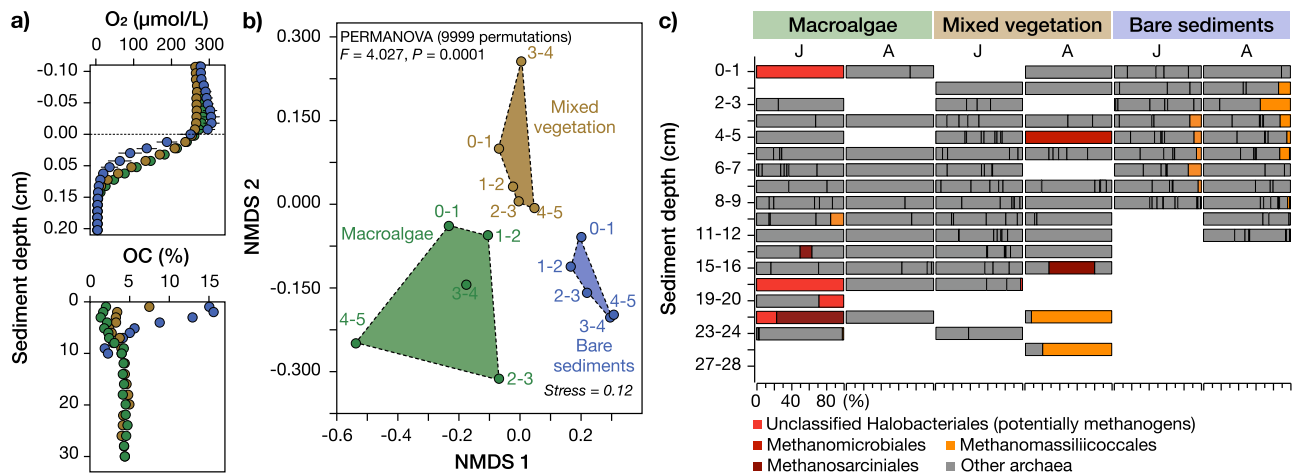 a)
O₂ (µmol/L)
0 100 200 300
-0.10
-0.05
0.00
0.05
0.15
0.20
OC (%)
0 5 10 15
0
10
20
30
Sediment depth (cm)
b)
PERMANOVA (9999 permutations)
F = 4.027, P = 0.0001
0.300
0.150
0.000
-0.150
-0.300
NMDS 2
3-4
Mixed
vegetation
0-1
1-2
2-3
4-5
Macroalgae
0-1
1-2
3-4
4-5
2-3
0-1
1-2
2-3
4-5
3-4
Bare
sediments
Stress = 0.12
-0.6 -0.4 -0.2 0.0 0.2 0.4
NMDS 1
c)
Macroalgae Mixed vegetation Bare sediments
J A J A J A
0-1
2-3
4-5
6-7
8-9
11-12
15-16
19-20
23-24
27-28
Sediment depth (cm)
0 40 80 (%)
Unclassified Halobacteriales (potentially methanogens)
Methanomicrobiales Methanomassiliicoccales
Methanosarciniales Other archaea